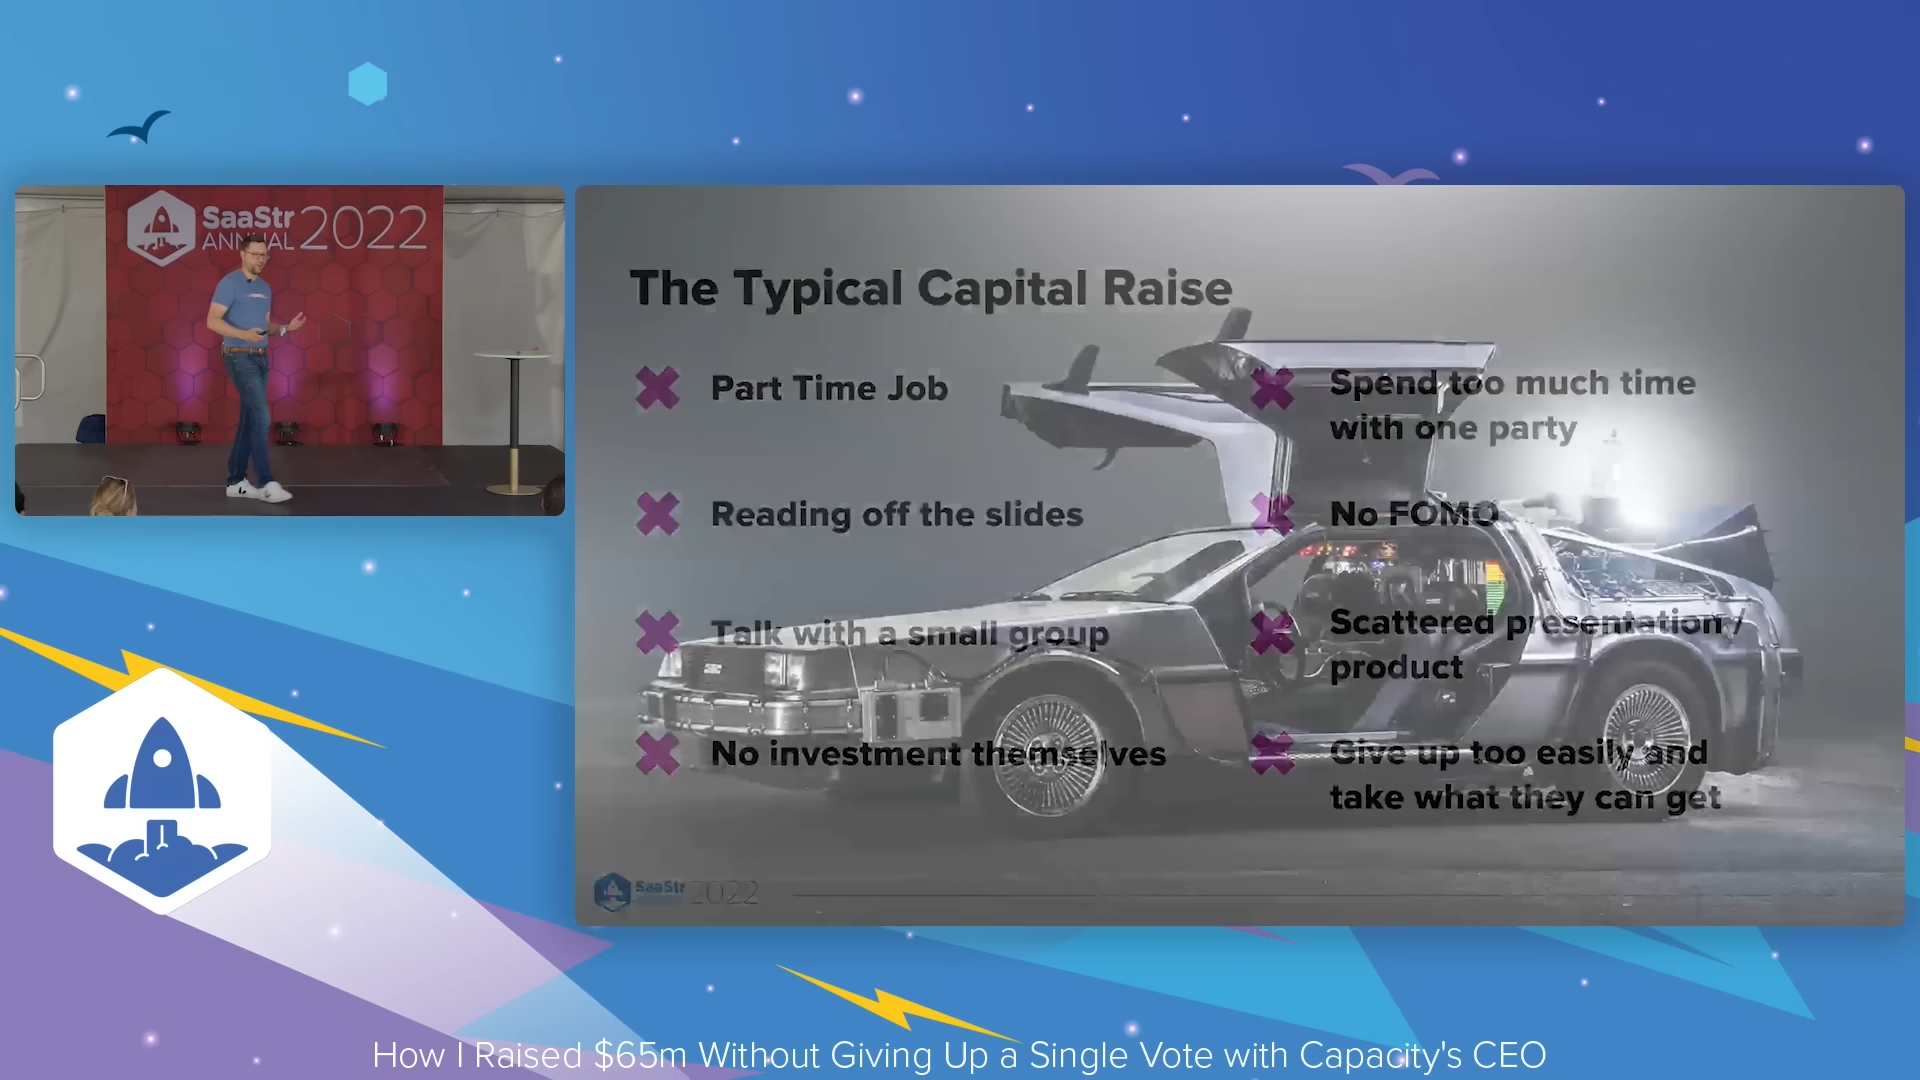 SaaStr
ANNUAL 2022
The Typical Capital Raise
Part Time Job
Reading off the slides
Talk with a small group
No investment themselves
Spend too much time
with one party
No FOMO
Scattered presentation /
product
Give up too easily and
take what they can get
SaaStr
2022
How I Raised $65m Without Giving Up a Single Vote with Capacity's CEO